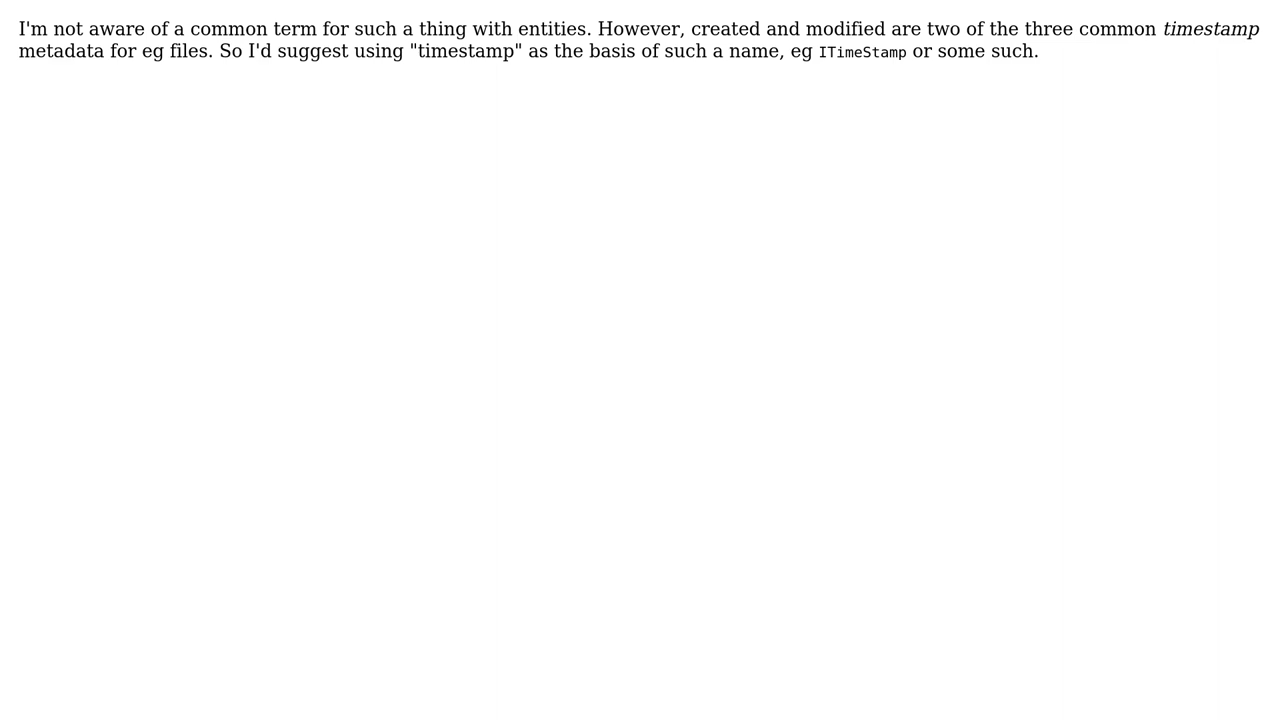 I'm not aware of a common term for such a thing with entities. However, created and modified are two of the three common timestamp
metadata for eg files. So I'd suggest using "timestamp" as the basis of such a name, eg ITimeStamp or some such.